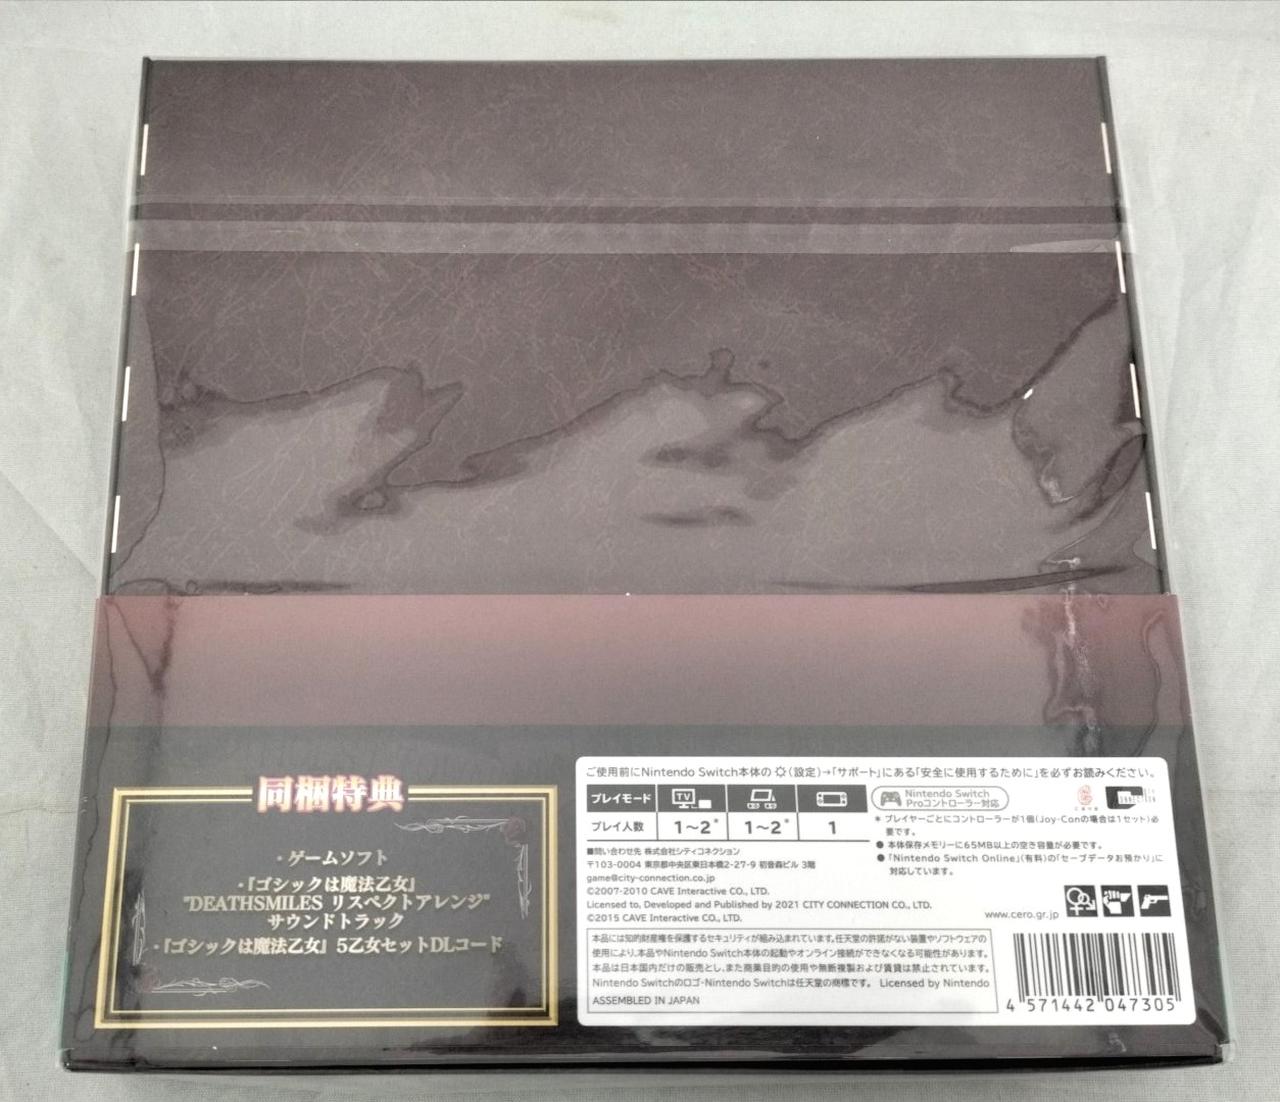 同梱特典
・ゲームソフト
・『ゴシックは魔法乙女』
"DEATHSMILES リスペクトアレンジ"
サウンドトラック
・『ゴシックは魔法乙女』 5乙女セットDLコード
ご使用前にNintendo Switch本体の (設定)→「サポート」にある「安全に使用するために」を必ずお読みください。
プレイモード TV
プレイ人数 1～2* 1～2* 1
Nintendo Switch
Proコントローラー対応
* プレイヤーごとにコントローラーが1個(Joy-Conの場合は1セット)必
要です。
● 本体保存メモリーに65MB以上の空き容量が必要です。
● 「Nintendo Switch Online」(有料)の「セーブデータお預かり」に
対応しています。
■問い合わせ先 株式会社シティコネクション
〒103-0004 東京都中央区東日本橋2-27-9 初音森ビル 3階
game@city-connection.co.jp
©2007-2010 CAVE Interactive CO., LTD.
Licensed to, Developed and Published by 2021 CITY CONNECTION CO., LTD.
©2015 CAVE Interactive CO., LTD.
www.cero.gr.jp
本品には知的財産権を保護するセキュリティが組み込まれています。任天堂の許諾がない装置やソフトウェアの
使用により、本品やNintendo Switch本体の起動やオンライン接続ができなくなる可能性があります。
本品は日本国内だけの販売とし、また商業目的の使用や無断複製および賃貸は禁止されています。
Nintendo Switchのロゴ・Nintendo Switchは任天堂の商標です。 Licensed by Nintendo
ASSEMBLED IN JAPAN
4 571442 047305